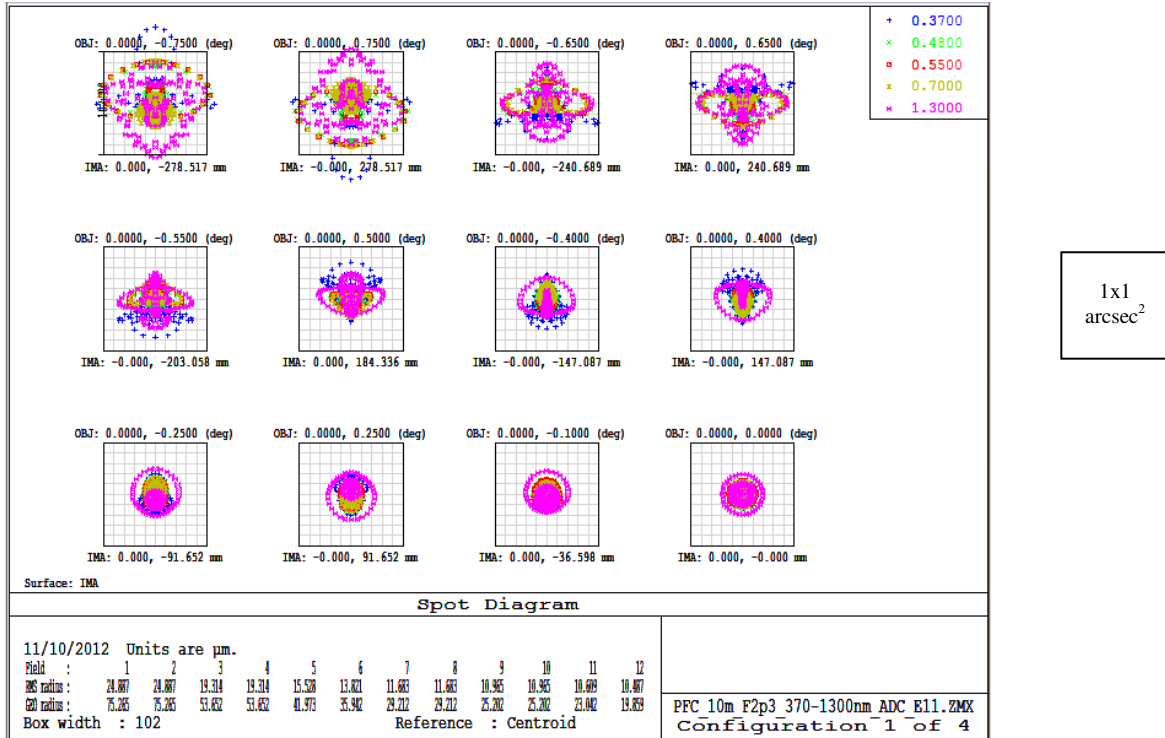 + 0.3700
× 0.4800
0.5500
0.7000
1.3000
OBJ: 0.0000, -0.7500 (deg)
OBJ: 0.0000, 0.7500 (deg)
OBJ: 0.0000, -0.6500 (deg)
OBJ: 0.0000, 0.6500 (deg)
IMA: 0.000, -278.517 mm
IMA: -0.000, 278.517 mm
IMA: -0.000, -240.689 mm
IMA: 0.000, 240.689 mm
OBJ: 0.0000, -0.5500 (deg)
OBJ: 0.0000, 0.5000 (deg)
OBJ: 0.0000, -0.4000 (deg)
OBJ: 0.0000, 0.4000 (deg)
IMA: -0.000, -203.058 mm
IMA: 0.000, 184.336 mm
IMA: -0.000, -147.087 mm
IMA: -0.000, 147.087 mm
1x1
arcsec²
OBJ: 0.0000, -0.2500 (deg)
OBJ: 0.0000, 0.2500 (deg)
OBJ: 0.0000, -0.1000 (deg)
OBJ: 0.0000, 0.0000 (deg)
IMA: 0.000, -91.652 mm
IMA: -0.000, 91.652 mm
IMA: 0.000, -36.598 mm
IMA: 0.000, -0.000 mm
Surface: IMA
Spot Diagram
11/10/2012 Units are µm.
Field : 1 2 3 4 5 6 7 8 9 10 11 12
RMS radius : 24.887 24.887 19.314 19.314 15.528 13.821 11.683 11.683 10.965 10.965 10.609 10.487
GEO radius : 75.265 75.265 53.652 53.652 41.973 35.942 29.212 29.212 25.202 25.202 23.042 19.859
Box width : 102 Reference : Centroid
PFC_10m_F2p3_370-1300nm_ADC_E11.ZMX
Configuration 1 of 4